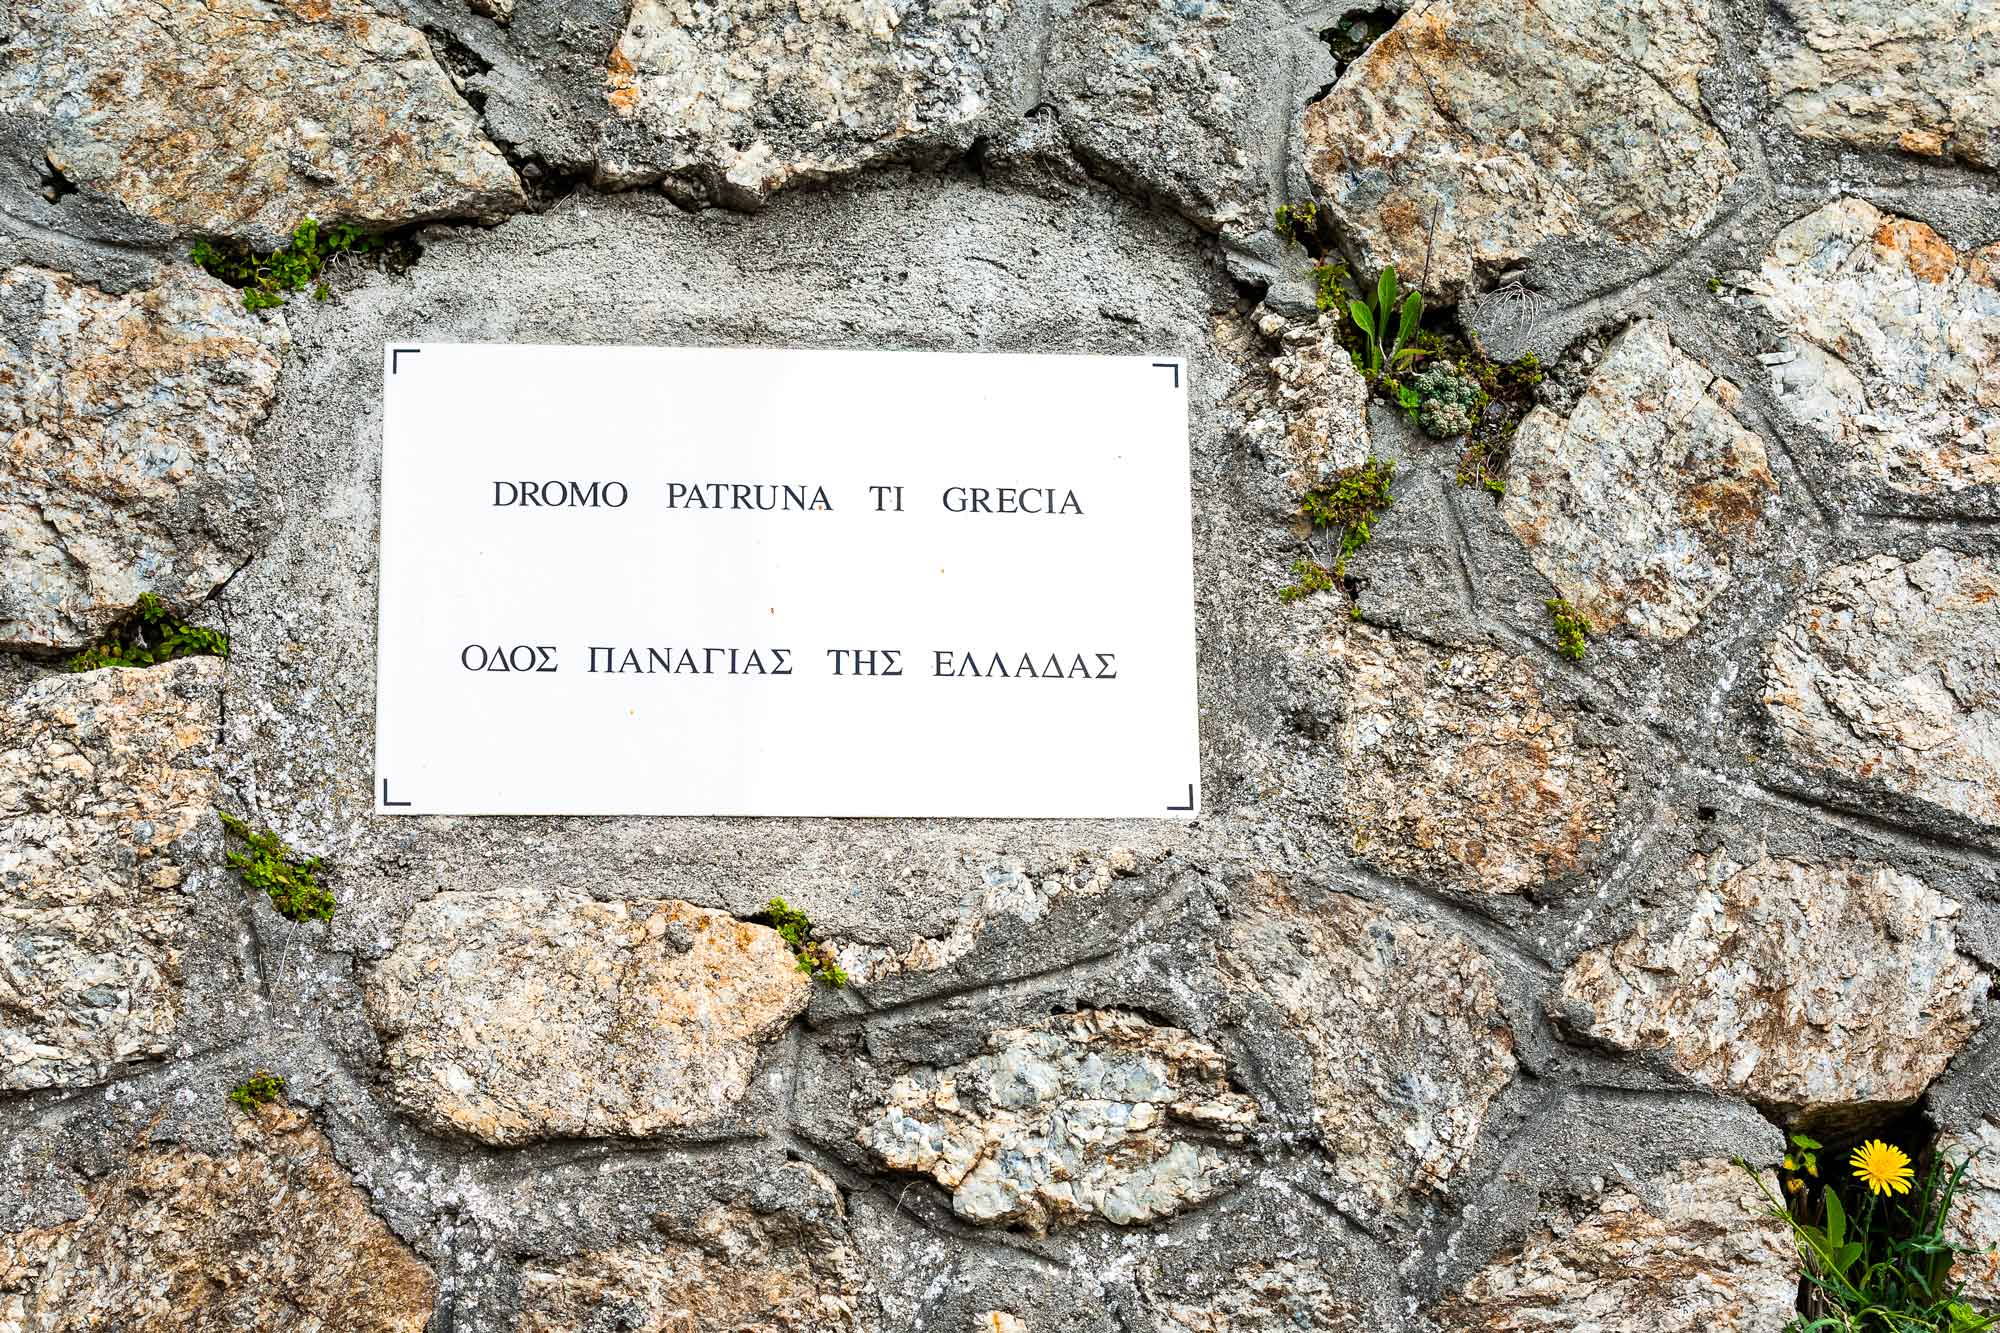 DROMO PATRUNA TI GRECIA
ΟΔΟΣ ΠΑΝΑΓΙΑΣ ΤΗΣ ΕΛΛΑΔΑΣ